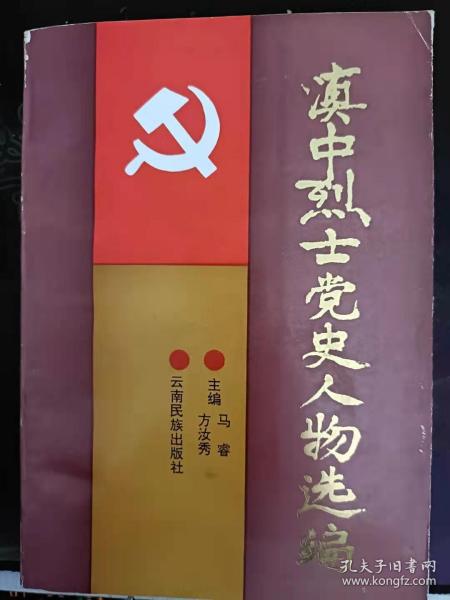 滇中烈士党史人物选编
主编 马睿
方汝秀
云南民族出版社
孔夫子旧书网
www.kongfz.com